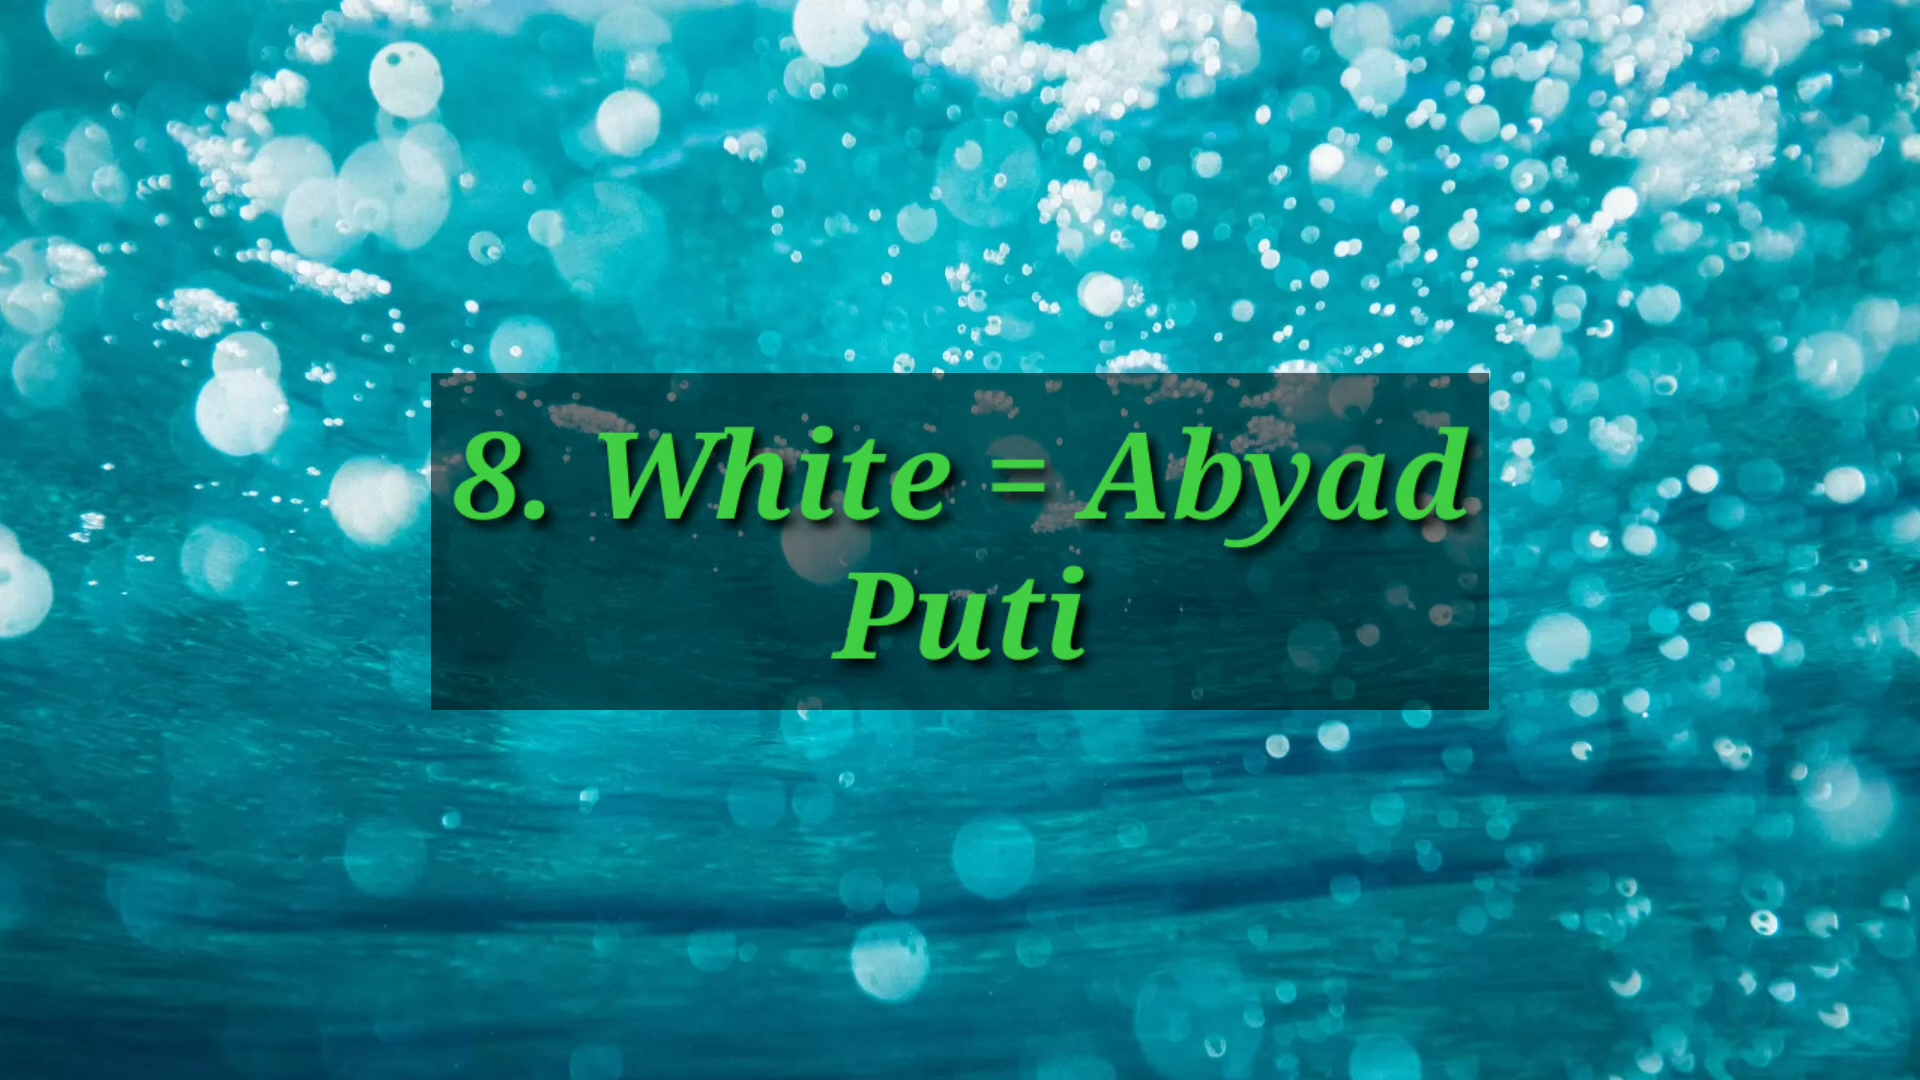 8. White = Abyad
Puti